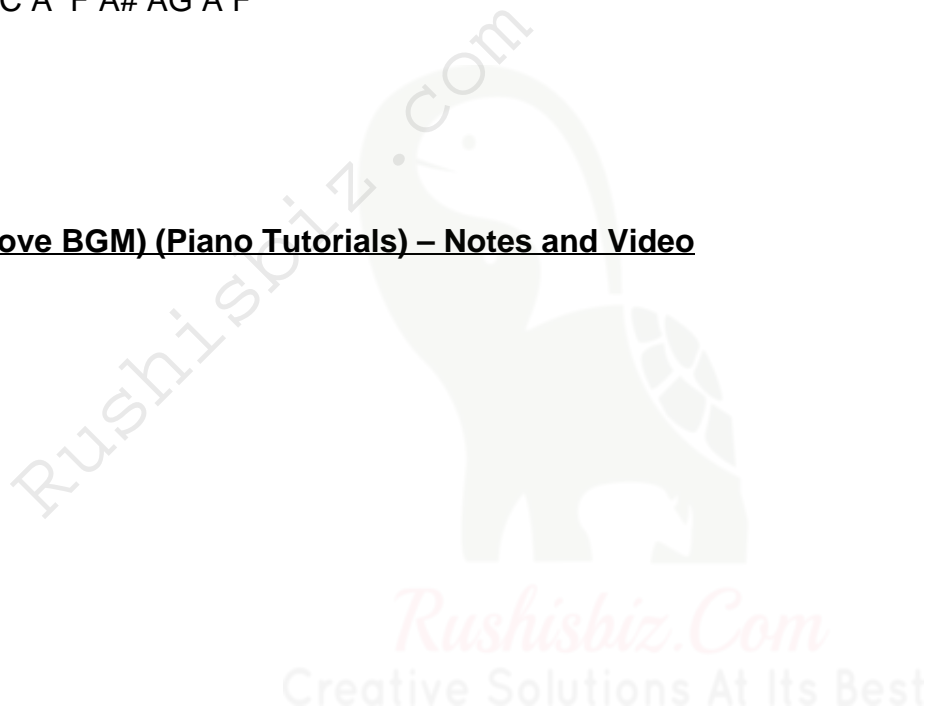 C A F A# AG A F
Rushisbiz.com
ove BGM) (Piano Tutorials) – Notes and Video
Rushisbiz.Com
Creative Solutions At Its Best